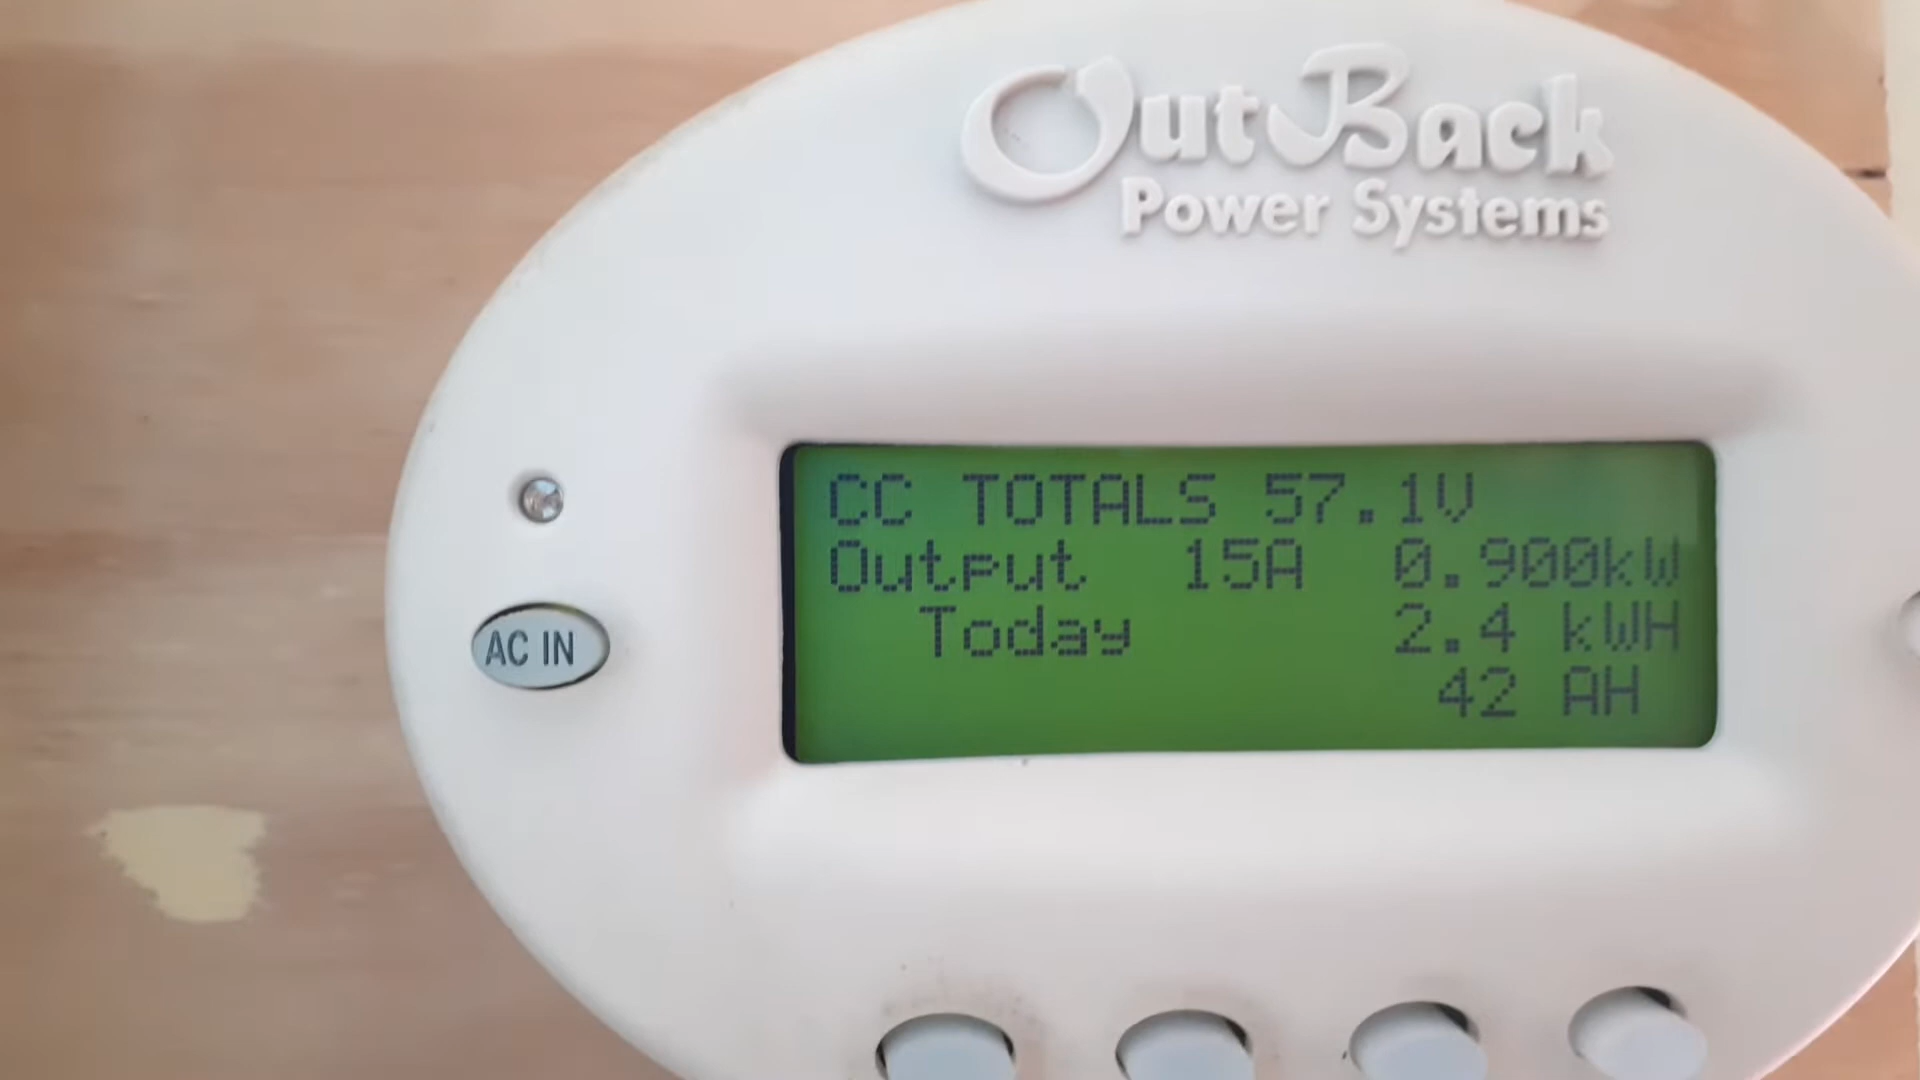 OutBack
Power Systems
CC TOTALS 57.1V
Output 15A 0.900kW
Today 2.4 kWH
42 AH
AC IN